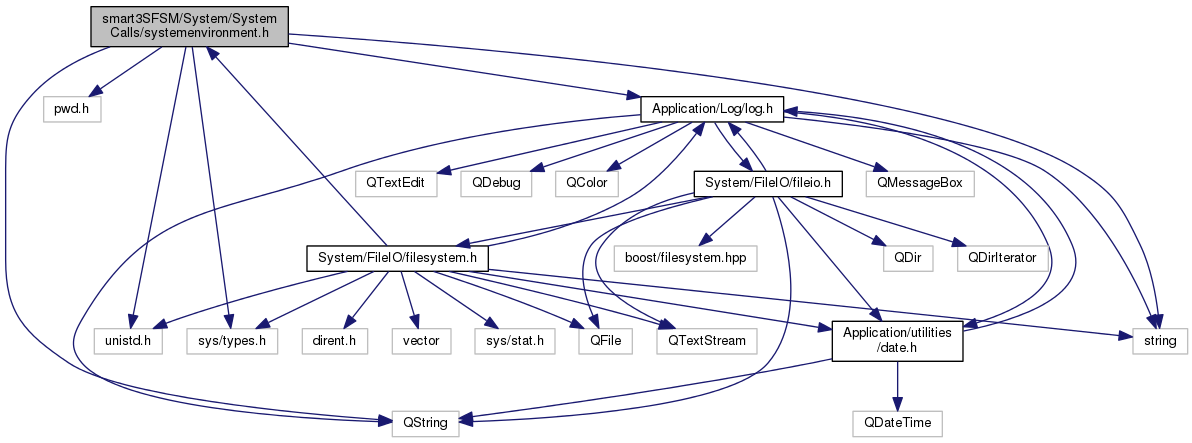 smart3SFSM/System/System
Calls/systemenvironment.h
pwd.h
Application/Log/log.h
QTextEdit
QDebug
QColor
System/FileIO/fileio.h
QMessageBox
System/FileIO/filesystem.h
boost/filesystem.hpp
QDir
QDirIterator
unistd.h
sys/types.h
dirent.h
vector
sys/stat.h
QFile
QTextStream
Application/utilities
/date.h
string
QString
QDateTime